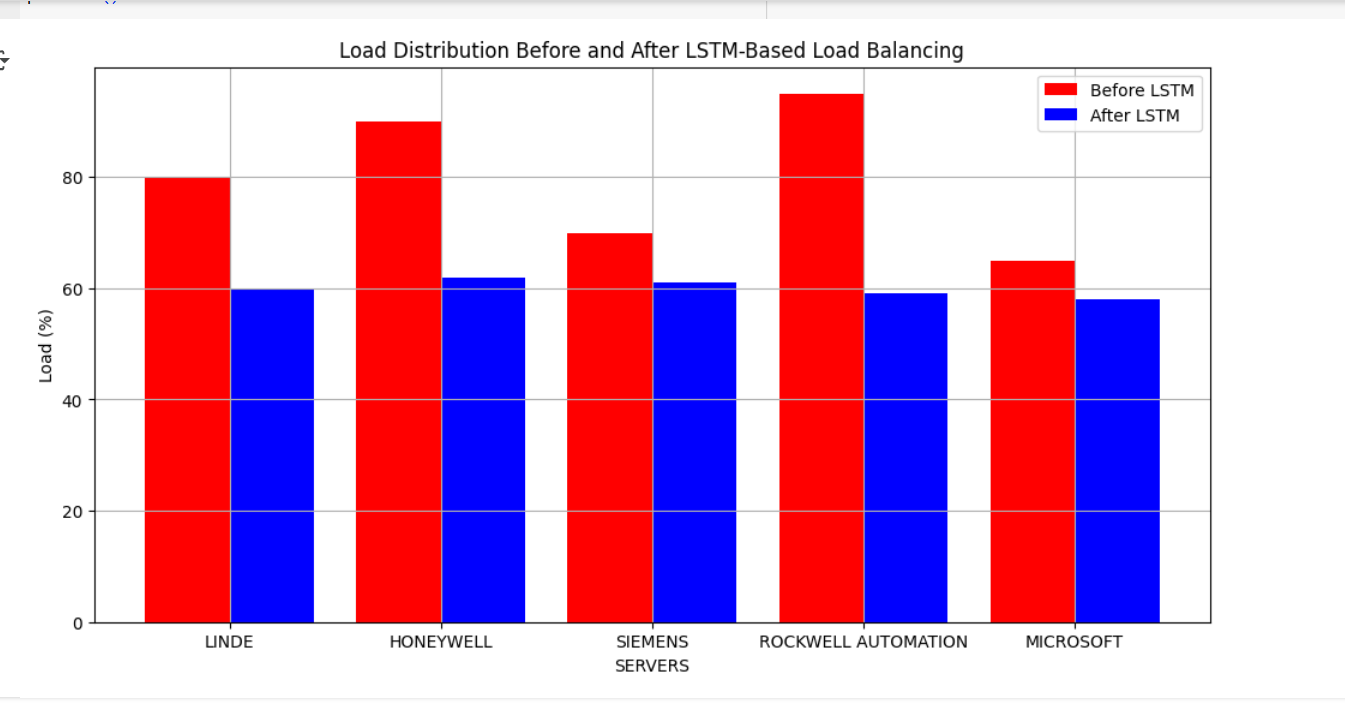 Load Distribution Before and After LSTM-Based Load Balancing
Before LSTM
After LSTM
80
60
40
20
0
Load (%)
LINDE HONEYWELL SIEMENS ROCKWELL AUTOMATION MICROSOFT
SERVERS